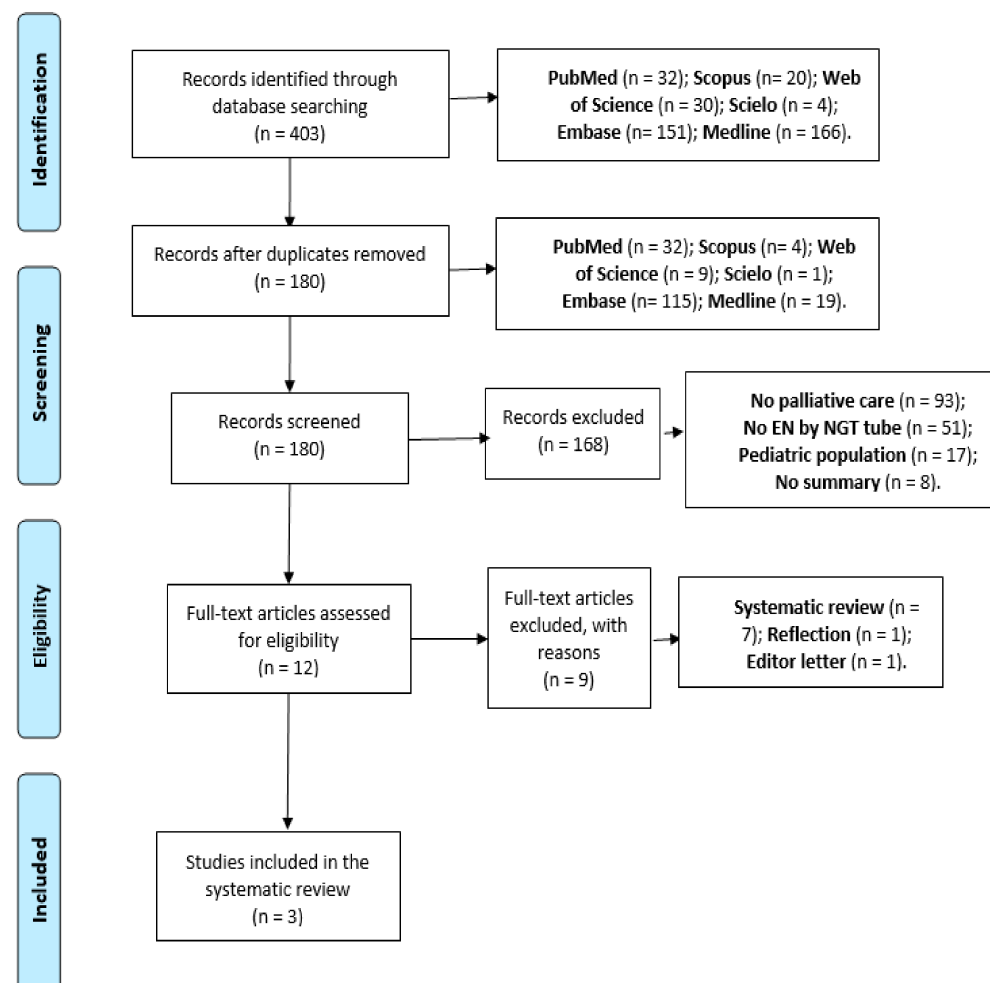 Identification
Records identified through
database searching
(n = 403)
PubMed (n = 32); Scopus (n= 20); Web
of Science (n = 30); Scielo (n = 4);
Embase (n= 151); Medline (n = 166).
Records after duplicates removed
(n = 180)
PubMed (n = 32); Scopus (n= 4); Web
of Science (n = 9); Scielo (n = 1);
Embase (n= 115); Medline (n = 19).
Screening
Records screened
(n = 180)
Records excluded
(n = 168)
No palliative care (n = 93);
No EN by NGT tube (n = 51);
Pediatric population (n = 17);
No summary (n = 8).
Eligibility
Full-text articles assessed
for eligibility
(n = 12)
Full-text articles
excluded, with
reasons
(n = 9)
Systematic review (n =
7); Reflection (n = 1);
Editor letter (n = 1).
Included
Studies included in the
systematic review
(n = 3)